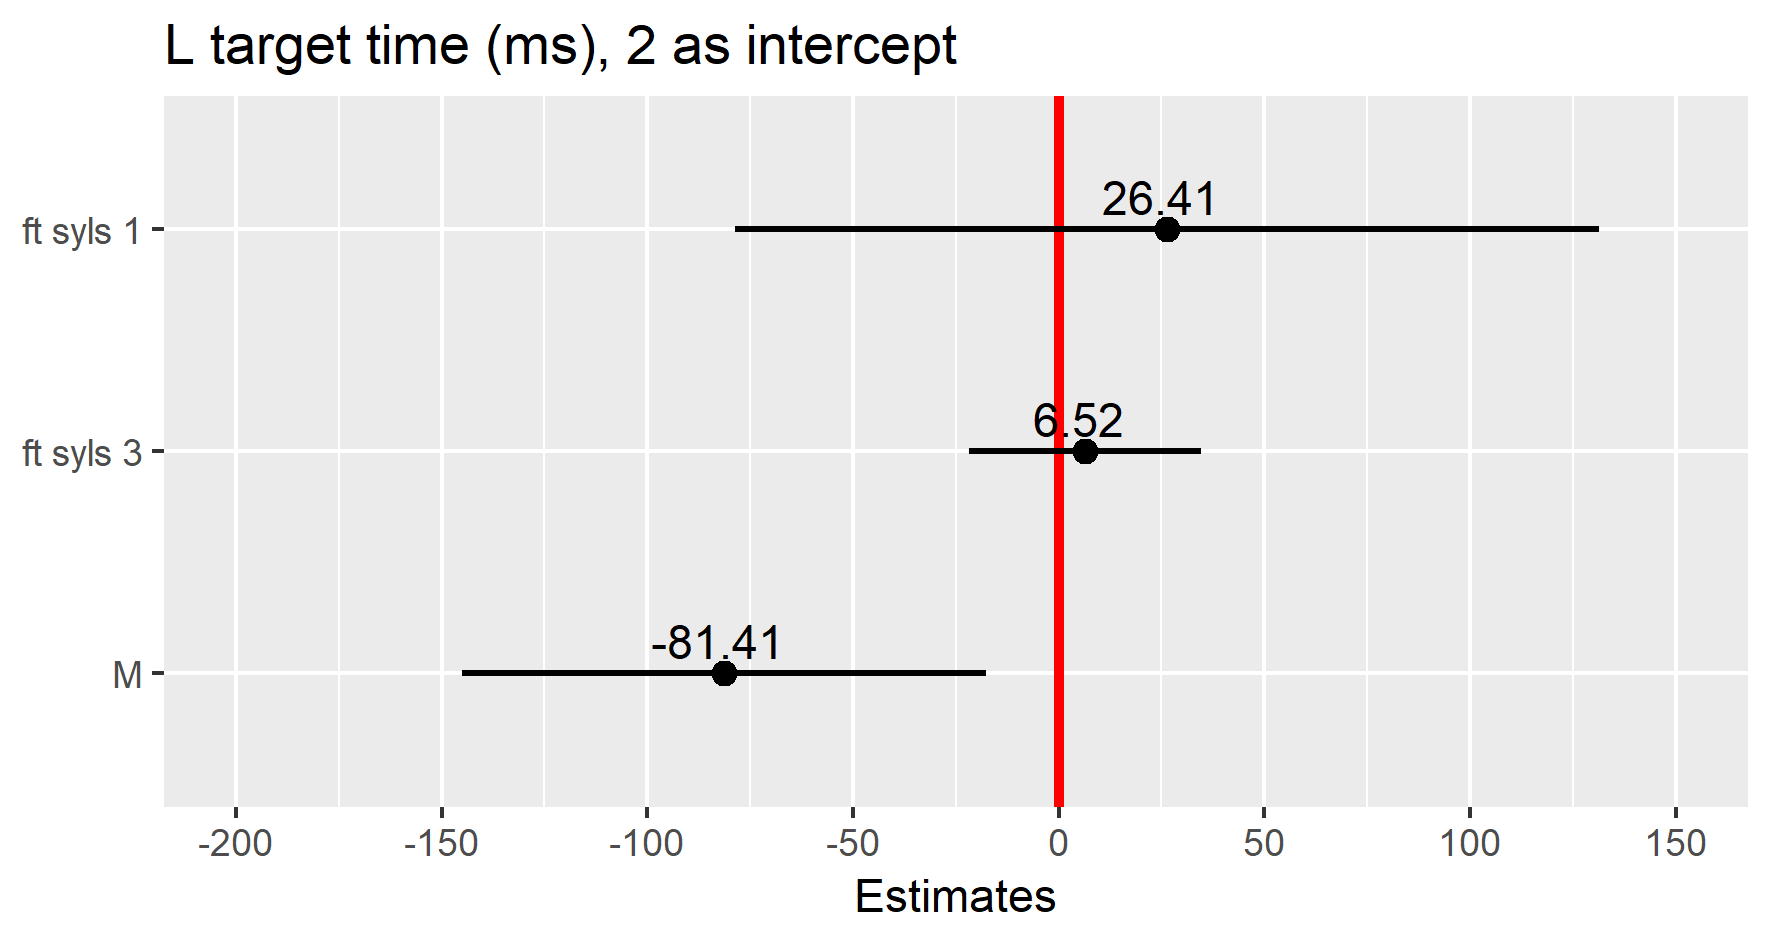 L target time (ms), 2 as intercept
26.41
ft syls 1
6.52
ft syls 3
-81.41
M
-200 -150 -100 -50 0 50 100 150
Estimates